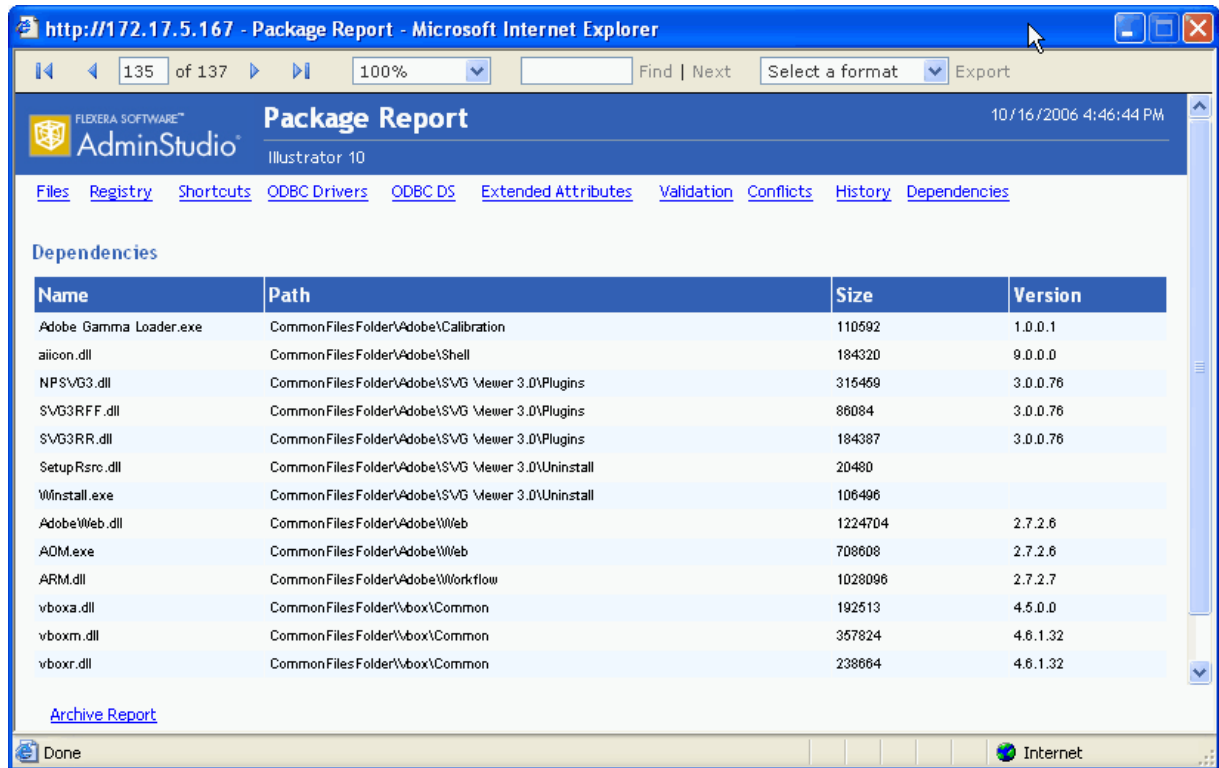 http://172.17.5.167 - Package Report - Microsoft Internet Explorer
135 of 137 100% Find | Next Select a format Export
FLEXERA SOFTWARE™ Package Report 10/16/2006 4:46:44 PM
AdminStudio® Illustrator 10
Files Registry Shortcuts ODBC Drivers ODBC DS Extended Attributes Validation Conflicts History Dependencies
Dependencies
Name Path Size Version
Adobe Gamma Loader.exe CommonFilesFolder\Adobe\Calibration 110592 1.0.0.1
aiicon.dll CommonFilesFolder\Adobe\Shell 184320 9.0.0.0
NPSVG3.dll CommonFilesFolder\Adobe\SVG Viewer 3.0\Plugins 315459 3.0.0.76
SVG3RFF.dll CommonFilesFolder\Adobe\SVG Viewer 3.0\Plugins 86084 3.0.0.76
SVG3RR.dll CommonFilesFolder\Adobe\SVG Viewer 3.0\Plugins 184387 3.0.0.76
SetupRsrc.dll CommonFilesFolder\Adobe\SVG Viewer 3.0\Uninstall 20480
Winstall.exe CommonFilesFolder\Adobe\SVG Viewer 3.0\Uninstall 106496
AdobeWeb.dll CommonFilesFolder\Adobe\Web 1224704 2.7.2.6
AOM.exe CommonFilesFolder\Adobe\Web 708608 2.7.2.6
ARM.dll CommonFilesFolder\Adobe\Workflow 1028096 2.7.2.7
vboxa.dll CommonFilesFolder\Vbox\Common 192513 4.5.0.0
vboxm.dll CommonFilesFolder\Vbox\Common 357824 4.6.1.32
vboxr.dll CommonFilesFolder\Vbox\Common 238664 4.6.1.32
Archive Report
Done Internet